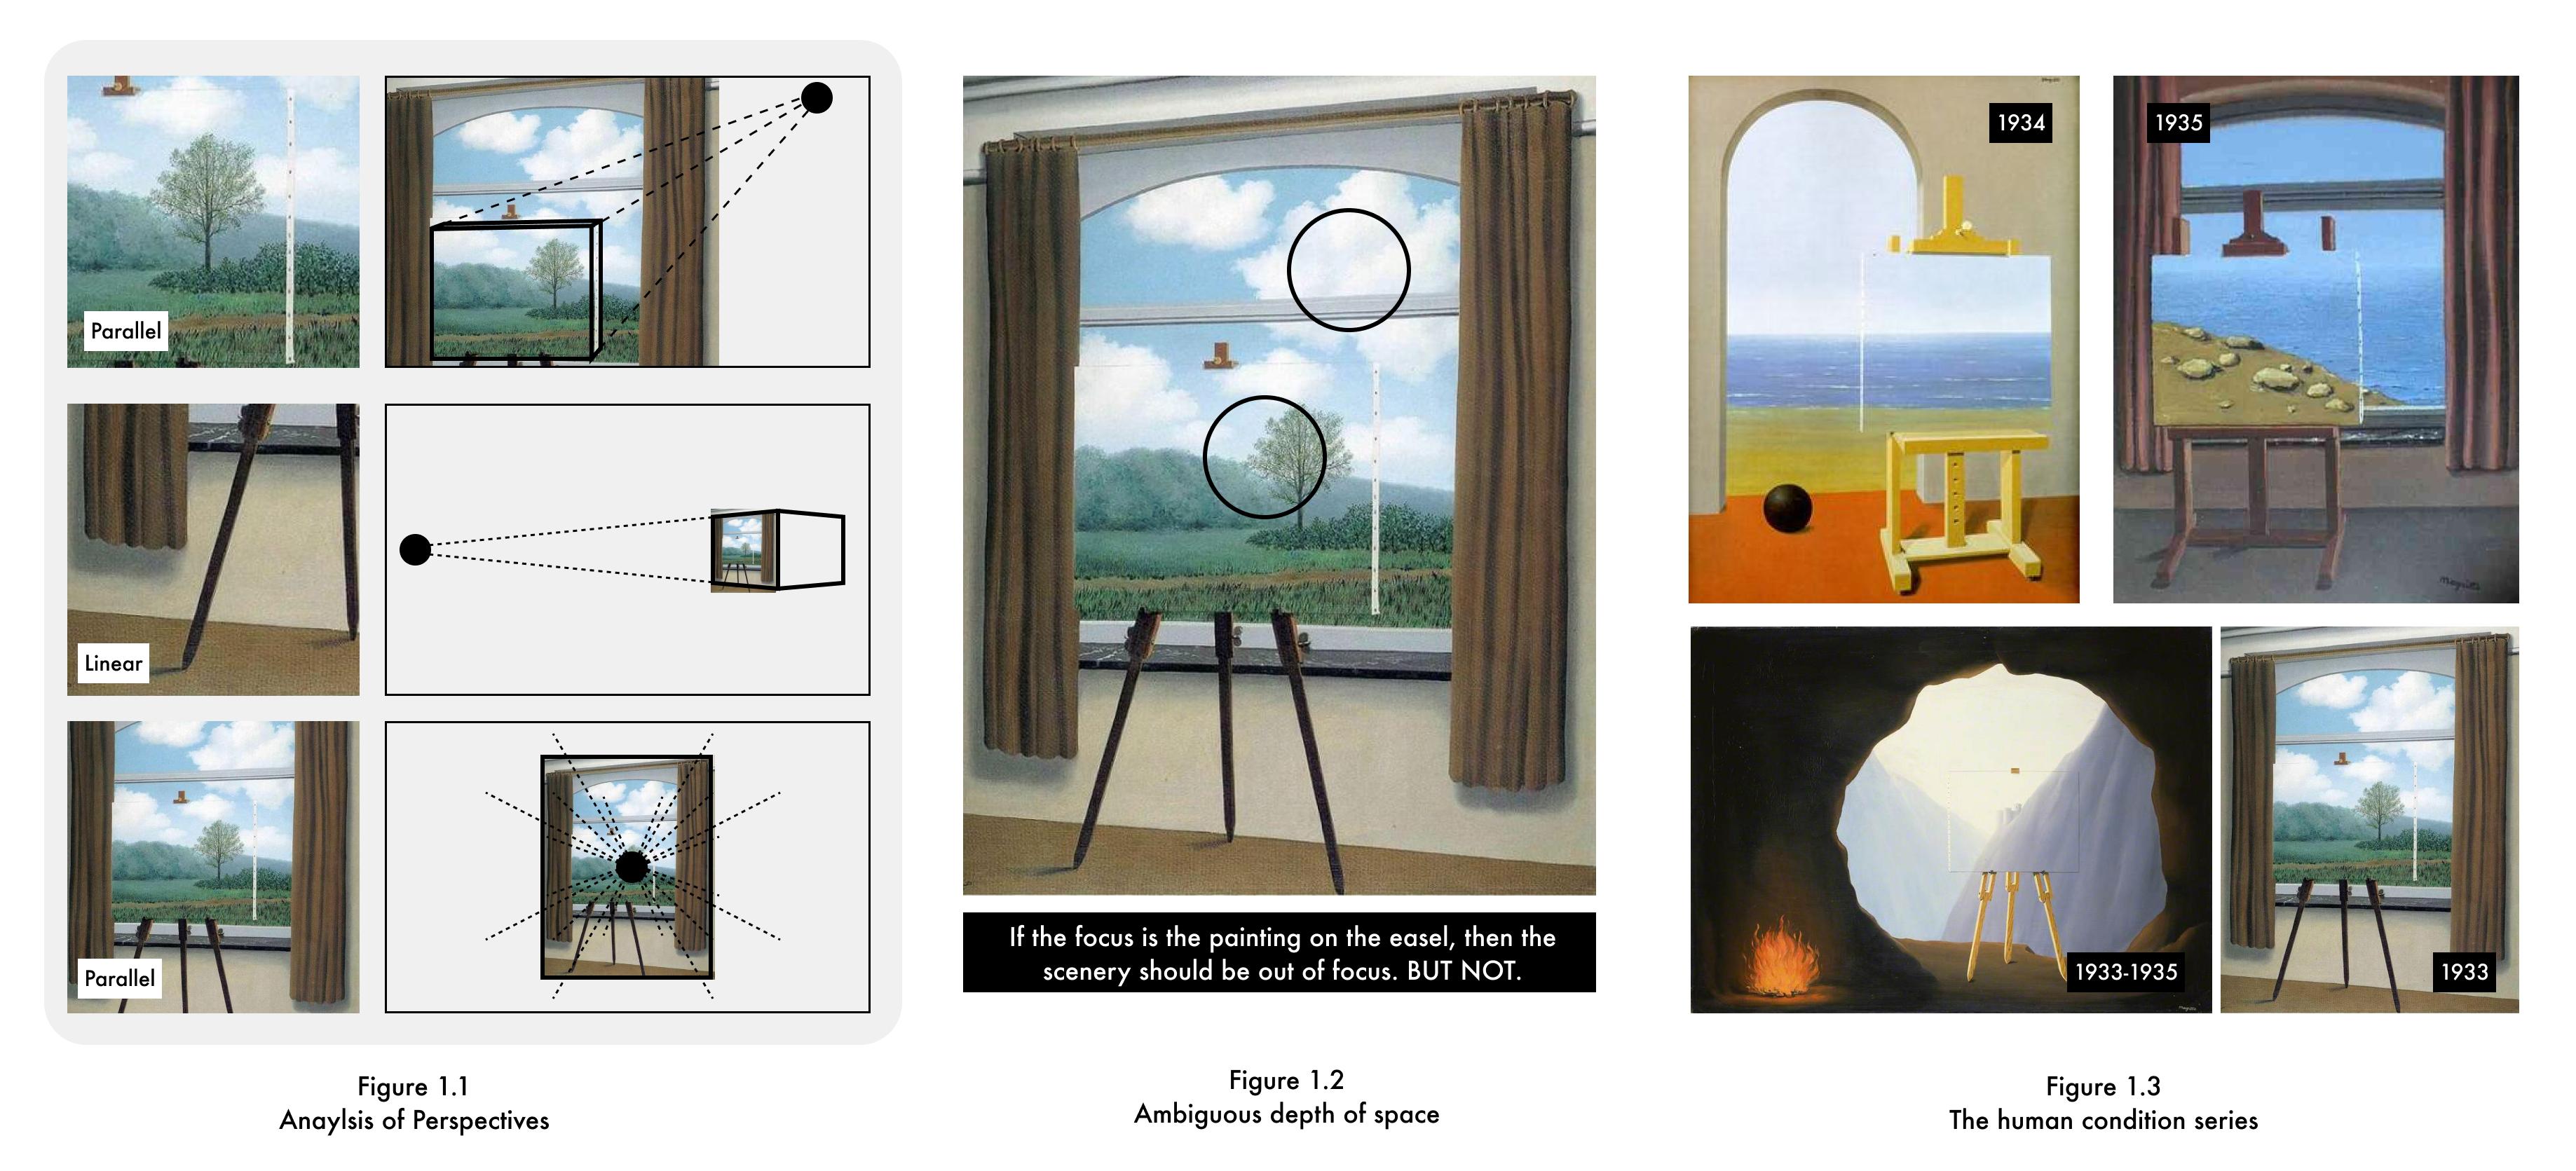 Parallel
Linear
Parallel
If the focus is the painting on the easel, then the
scenery should be out of focus. BUT NOT.
1934
1935
Magritte
1933-1935
1933
Figure 1.1
Anaylsis of Perspectives
Figure 1.2
Ambiguous depth of space
Figure 1.3
The human condition series